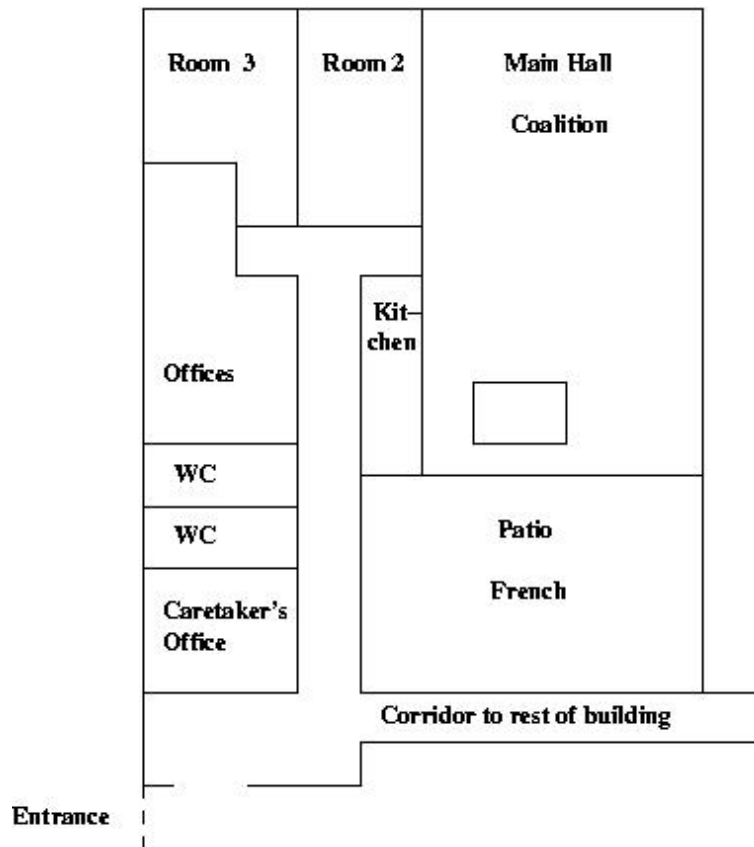 Room 3
Room 2
Main Hall
Coalition
Kit–
chen
Offices
WC
WC
Patio
French
Caretaker's
Office
Corridor to rest of building
Entrance